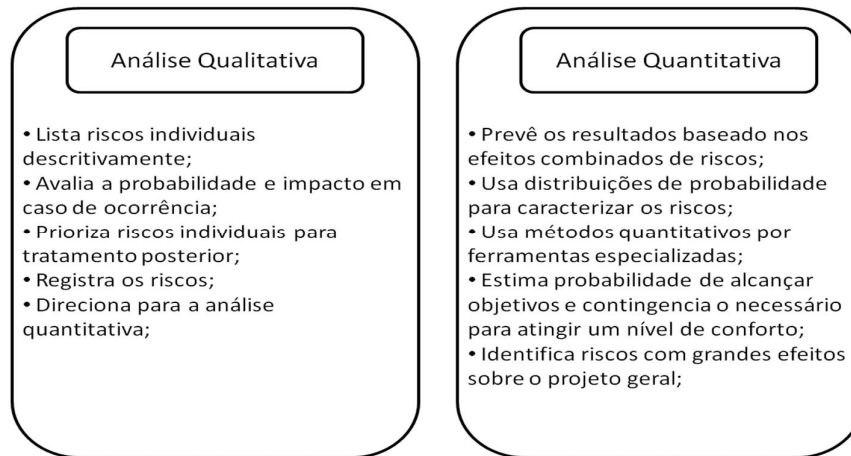 Análise Qualitativa
• Lista riscos individuais
descritivamente;
• Avalia a probabilidade e impacto em
caso de ocorrência;
• Prioriza riscos individuais para
tratamento posterior;
• Registra os riscos;
• Direciona para a análise
quantitativa;
Análise Quantitativa
• Prevê os resultados baseado nos
efeitos combinados de riscos;
• Usa distribuições de probabilidade
para caracterizar os riscos;
• Usa métodos quantitativos por
ferramentas especializadas;
• Estima probabilidade de alcançar
objetivos e contingencia o necessário
para atingir um nível de conforto;
• Identifica riscos com grandes efeitos
sobre o projeto geral;